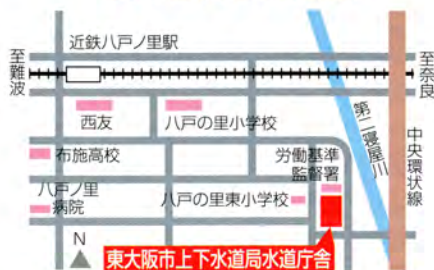 近鉄八戸ノ里駅
至難波
至奈良
西友
八戸の里小学校
第二寝屋川
中央環状線
布施高校
労働基準
監督署
八戸ノ里
病院
八戸の里東小学校
N
東大阪市上下水道局水道庁舎